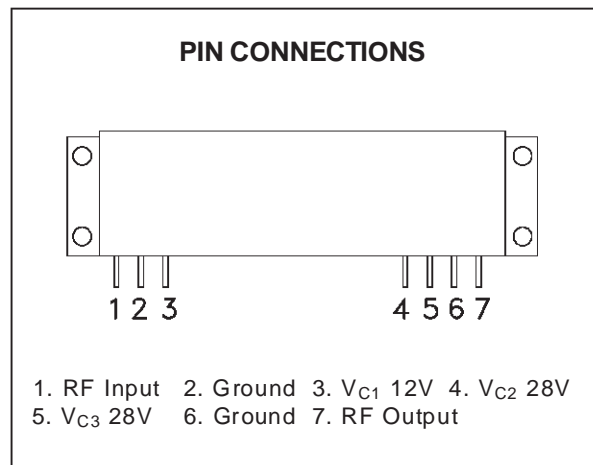 PIN CONNECTIONS
1 2 3 4 5 6 7
1. RF Input 2. Ground 3. VC1 12V 4. VC2 28V
5. VC3 28V 6. Ground 7. RF Output